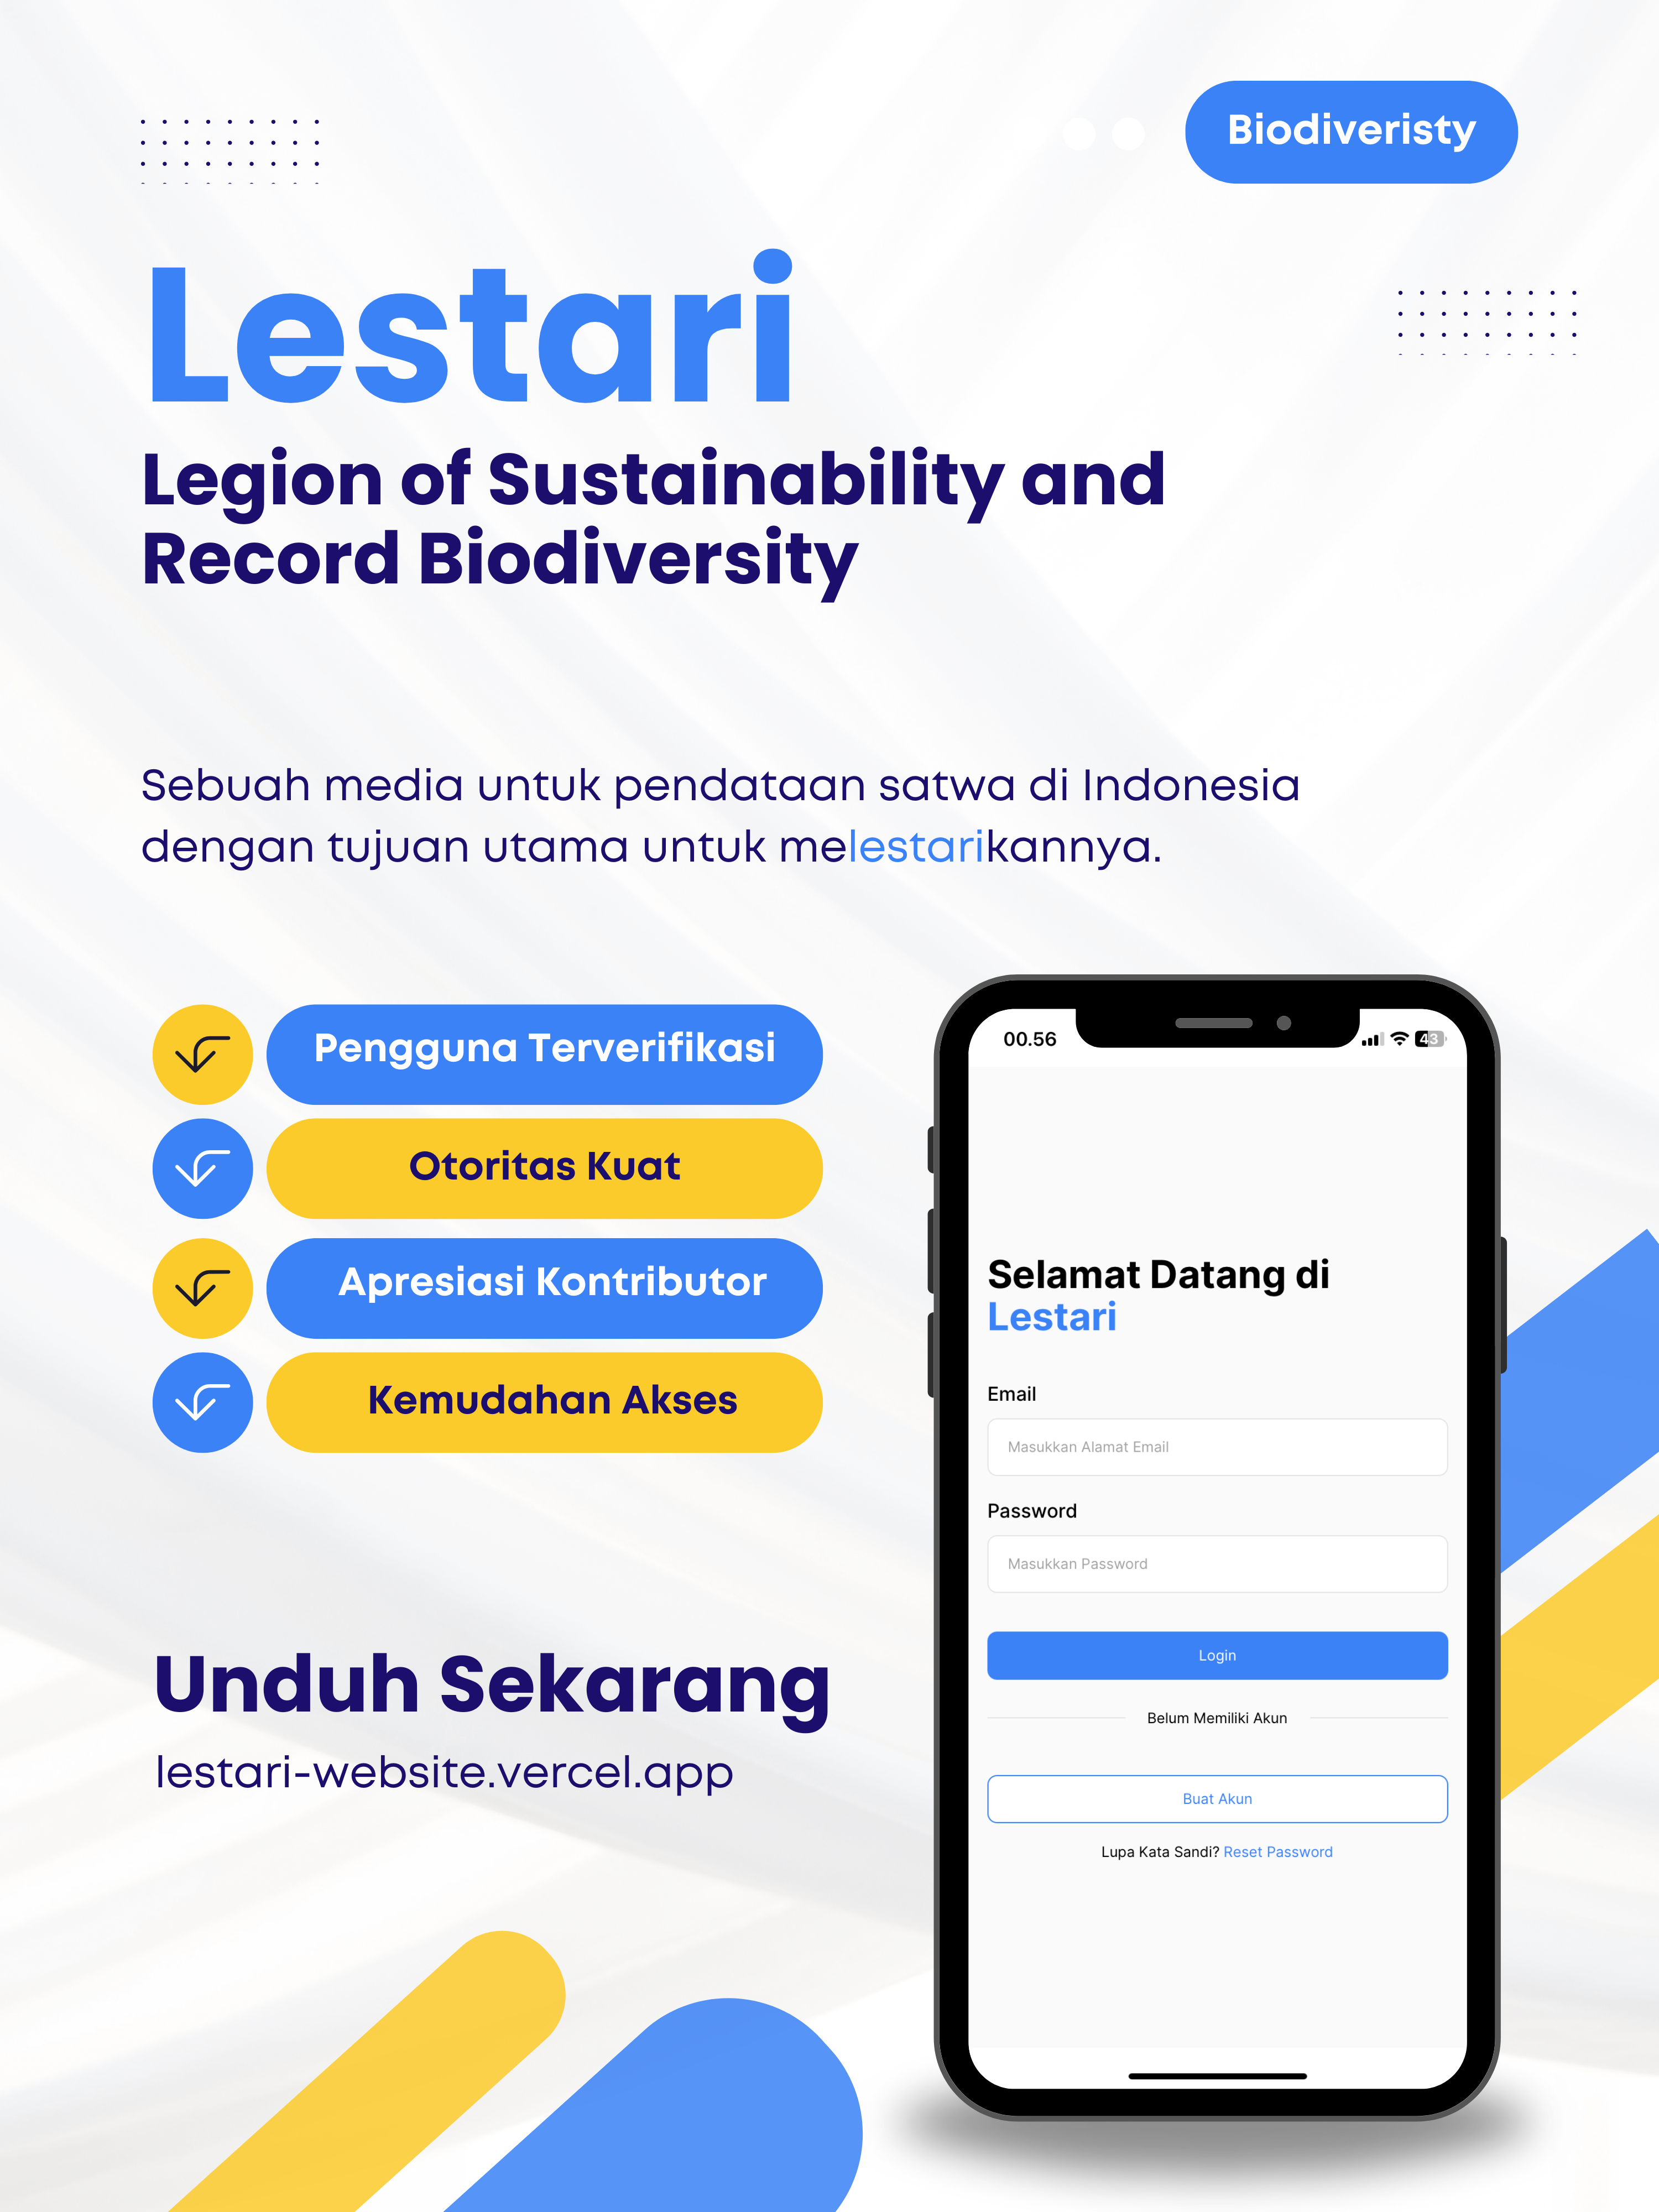 Biodiveristy
Lestari
Legion of Sustainability and
Record Biodiversity
Sebuah media untuk pendataan satwa di Indonesia
dengan tujuan utama untuk melestarikannya.
Pengguna Terverifikasi
Otoritas Kuat
Apresiasi Kontributor
Kemudahan Akses
Unduh Sekarang
lestari-website.vercel.app
00.56
43
Selamat Datang di
Lestari
Email
Masukkan Alamat Email
Password
Masukkan Password
Login
Belum Memiliki Akun
Buat Akun
Lupa Kata Sandi? Reset Password